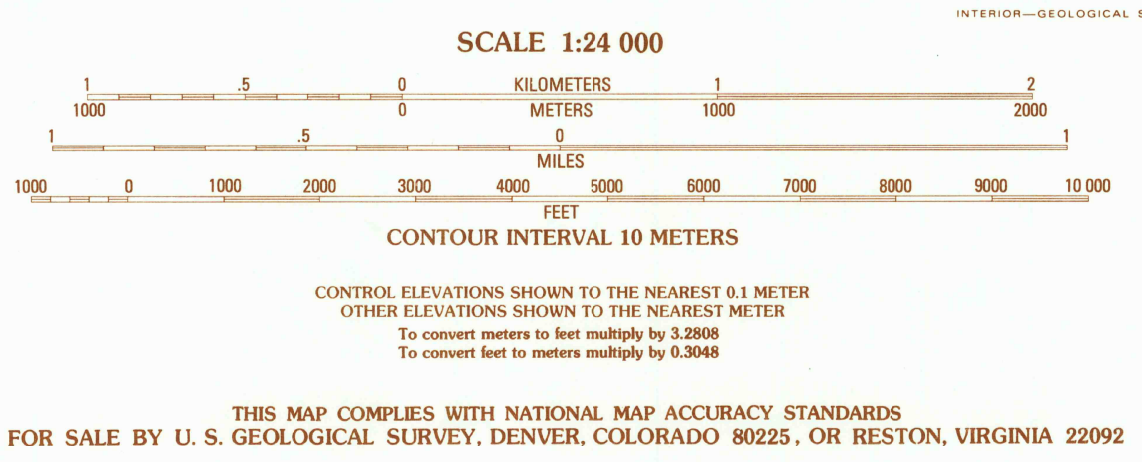 INTERIOR—GEOLOGICAL S
SCALE 1:24 000
1 .5 0 KILOMETERS 1 2
1000 0 METERS 1000 2000
1 .5 0 1
MILES
1000 0 1000 2000 3000 4000 5000 6000 7000 8000 9000 10 000
FEET
CONTOUR INTERVAL 10 METERS
CONTROL ELEVATIONS SHOWN TO THE NEAREST 0.1 METER
OTHER ELEVATIONS SHOWN TO THE NEAREST METER
To convert meters to feet multiply by 3.2808
To convert feet to meters multiply by 0.3048
THIS MAP COMPLIES WITH NATIONAL MAP ACCURACY STANDARDS
FOR SALE BY U. S. GEOLOGICAL SURVEY, DENVER, COLORADO 80225, OR RESTON, VIRGINIA 22092